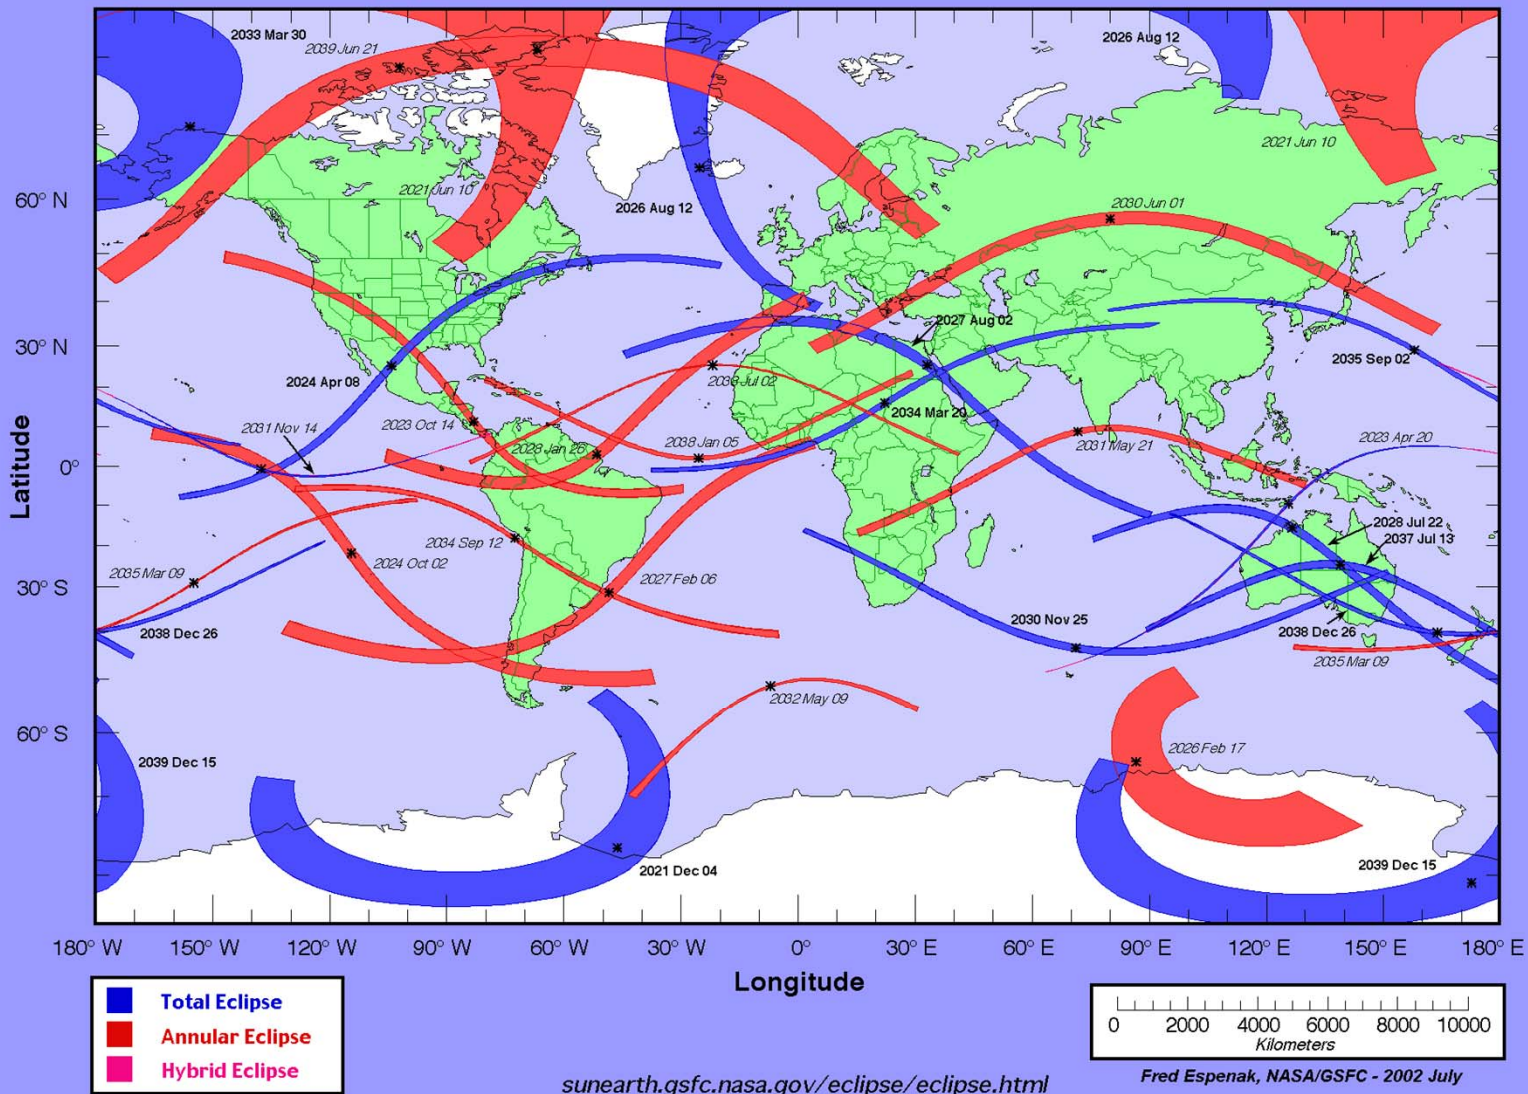 2033 Mar 30
2039 Jun 21
2026 Aug 12
2021 Jun 10
2021 Jun 10
2026 Aug 12
2030 Jun 01
60° N
2027 Aug 02
30° N
2035 Sep 02
2024 Apr 08
2038 Jul 02
2034 Mar 20
2023 Oct 14
2031 Nov 14
2028 Jan 26
2038 Jan 05
2031 May 21
2023 Apr 20
0°
Latitude
2028 Jul 22
2037 Jul 13
2034 Sep 12
2024 Oct 02
2035 Mar 09
2027 Feb 06
30° S
2030 Nov 25
2038 Dec 26
2038 Dec 26
2035 Mar 09
2032 May 09
60° S
2026 Feb 17
2039 Dec 15
2021 Dec 04
2039 Dec 15
180° W 150° W 120° W 90° W 60° W 30° W 0° 30° E 60° E 90° E 120° E 150° E 180° E
Longitude
Total Eclipse
Annular Eclipse
Hybrid Eclipse
0 2000 4000 6000 8000 10000
Kilometers
sunearth.gsfc.nasa.gov/eclipse/eclipse.html
Fred Espenak, NASA/GSFC - 2002 July